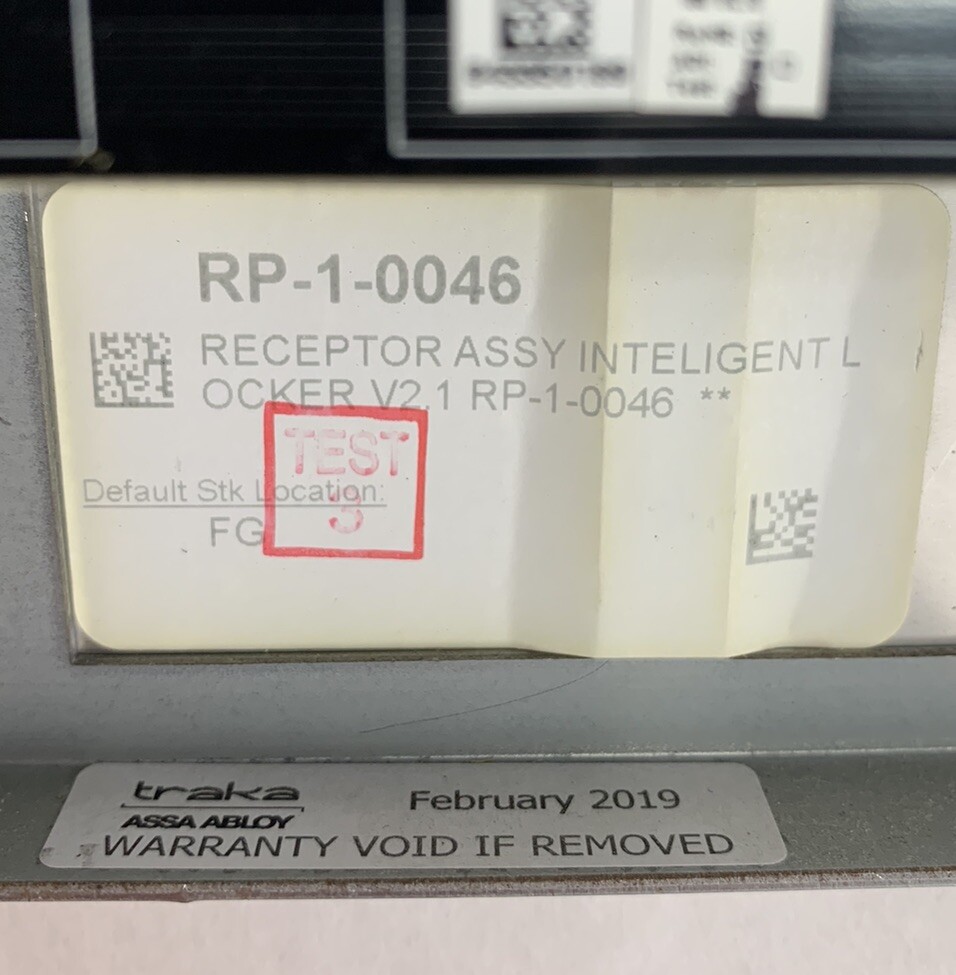 RP-1-0046
RECEPTOR ASSY INTELIGENT L
OCKER V2.1 RP-1-0046 **
TEST
3
Default Stk Location:
FG
traka
ASSA ABLOY
February 2019
WARRANTY VOID IF REMOVED